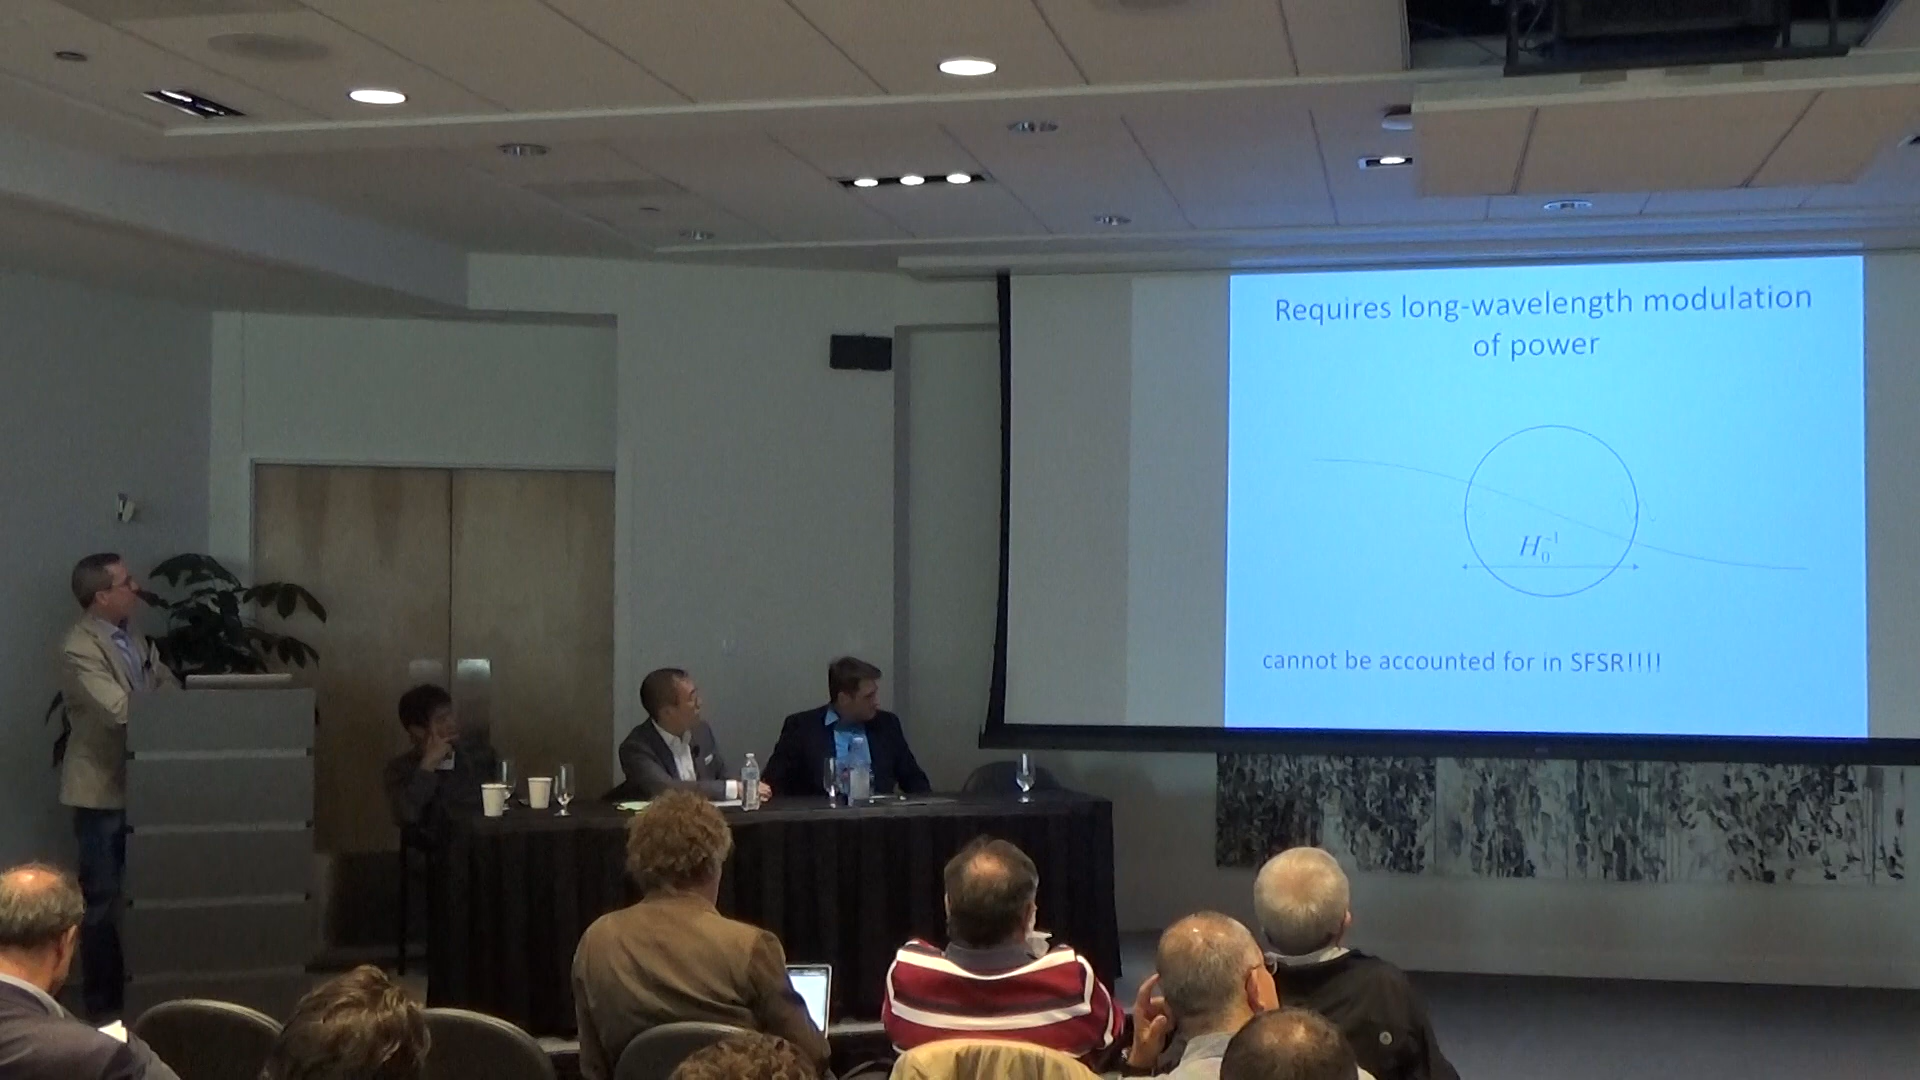 Requires long-wavelength modulation
of power
H₀⁻¹
cannot be accounted for in SFSR!!!!